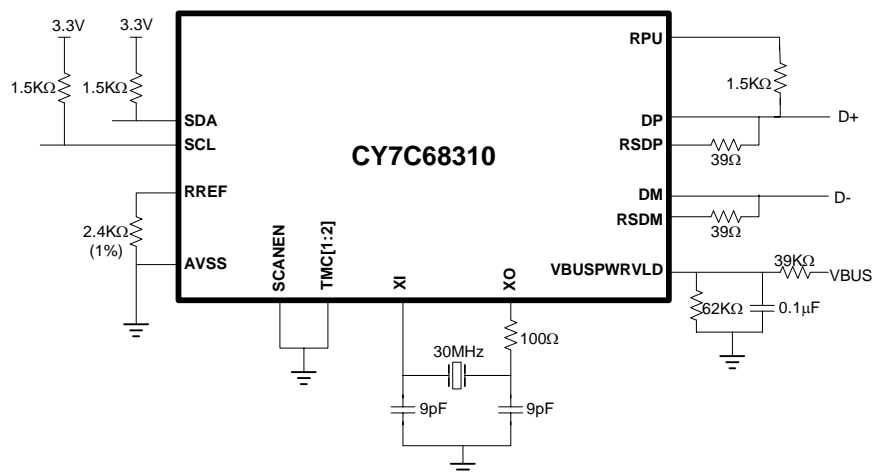 3.3V
3.3V
RPU
1.5KΩ
1.5KΩ
1.5KΩ
SDA
DP
D+
SCL
RSDP
CY7C68310
39Ω
RREF
DM
D-
2.4KΩ
(1%)
RSDM
39Ω
AVSS
SCANEN
TMC[1:2]
XI
XO
VBUSPWRVLD
39KΩ
VBUS
62KΩ
0.1μF
100Ω
30MHz
9pF
9pF